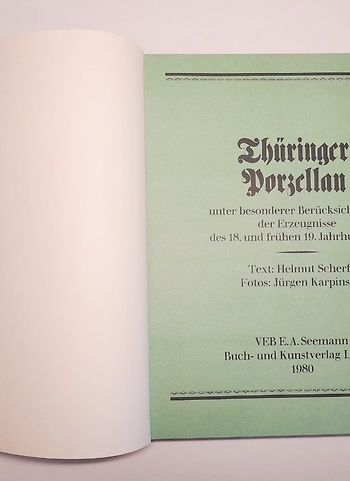 Thüringer
Porzellan
unter besonderer Berücksich
der Erzeugnisse
des 18. und frühen 19. Jahrhu
Text: Helmut Scherf
Fotos: Jürgen Karpins
VEB E. A. Seemann
Buch- und Kunstverlag L
1980